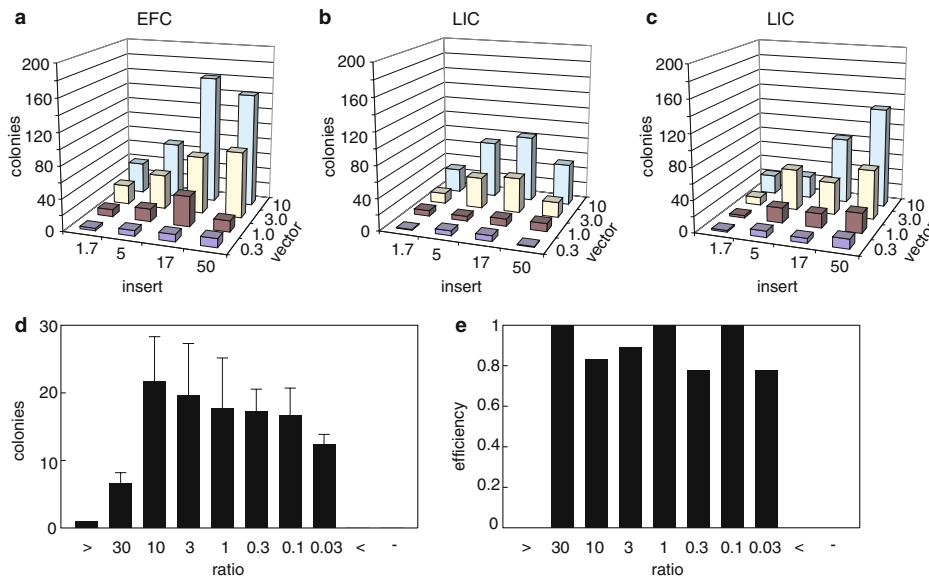 a EFC
colonies
200
160
120
80
40
0
1.7 5 17 50
insert
0.3 1.0 3.0 10
vector
b LIC
colonies
200
160
120
80
40
0
1.7 5 17 50
insert
0.3 1.0 3.0 10
vector
c LIC
colonies
200
160
120
80
40
0
1.7 5 17 50
insert
0.3 1.0 3.0 10
vector
d
colonies
30
20
10
0
> 30 10 3 1 0.3 0.1 0.03 < -
ratio
e
efficiency
1
0.8
0.6
0.4
0.2
0
> 30 10 3 1 0.3 0.1 0.03 < -
ratio